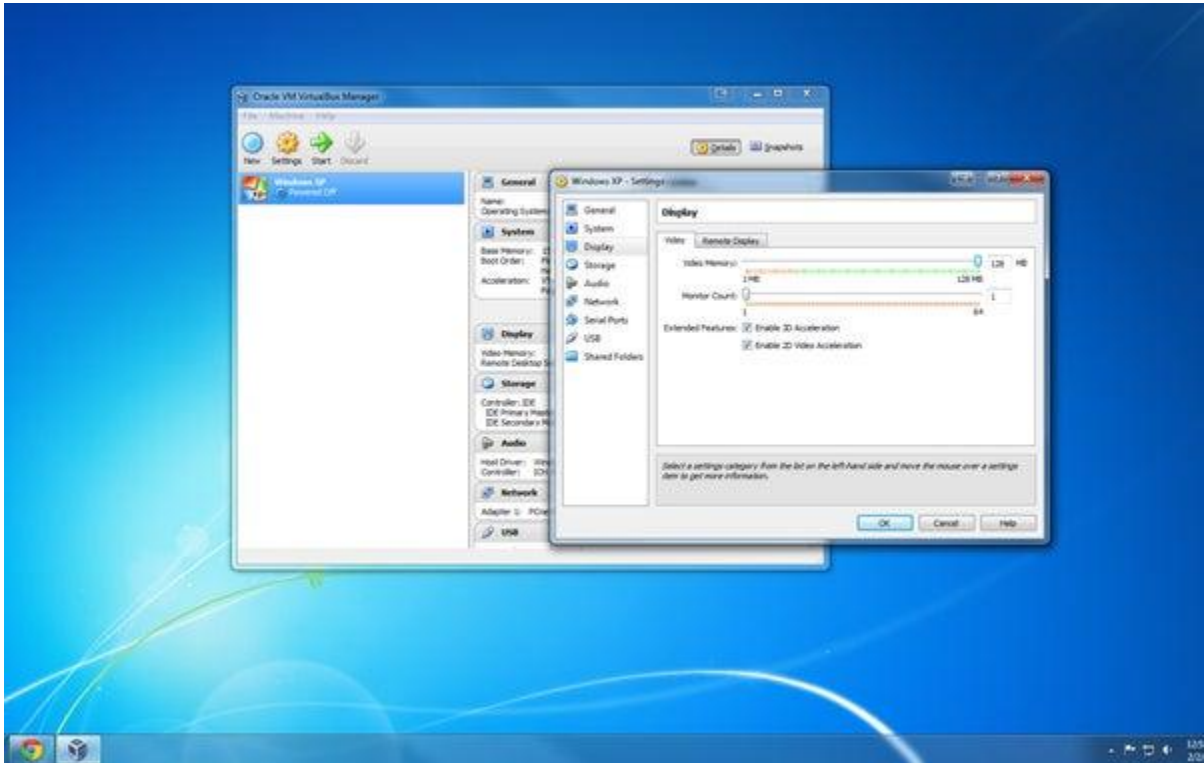 Oracle VM VirtualBox Manager
File Machine Help
New Settings Start Discard
Details Snapshots
Windows XP
Powered Off
General
Name:
Operating System
System
Base Memory:
Boot Order:
Acceleration:
Display
Video Memory:
Remote Desktop
Storage
Controller: IDE
IDE Primary
IDE Secondary
Audio
Host Driver:
Controller:
Network
Adapter 1:
USB
Windows XP - Settings
General
System
Display
Storage
Audio
Network
Serial Ports
USB
Shared Folders
Display
Video Remote Display
Video Memory: 128 MB
1 MB 128 MB
Monitor Count: 1
1 64
Extended Features: Enable 3D Acceleration
Enable 2D Video Acceleration
Select a settings category from the list on the left-hand side and move the mouse over a settings
item to get more information.
OK Cancel Help